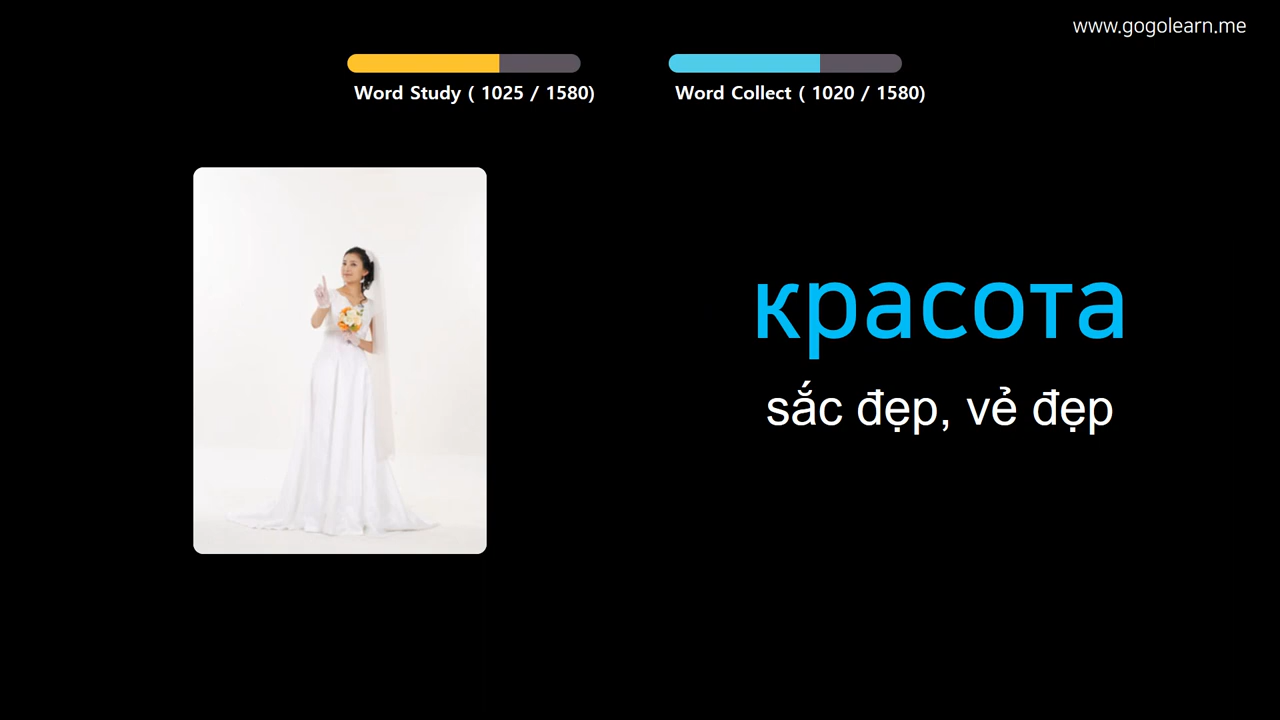 www.gogolearn.me
Word Study ( 1025 / 1580)
Word Collect ( 1020 / 1580)
красота
sắc đẹp, vẻ đẹp